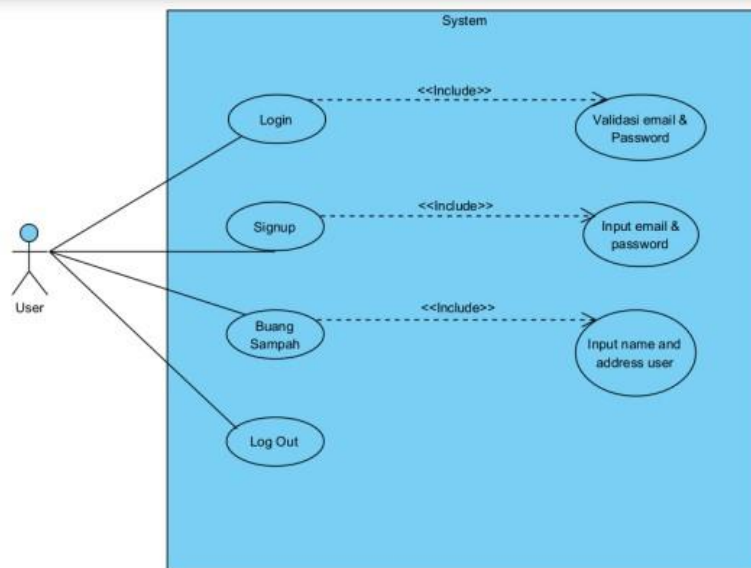 System
<<Include>>
Login
Validasi email &
Password
<<Include>>
Signup
Input email &
password
User
<<Include>>
Buang
Sampah
Input name and
address user
Log Out